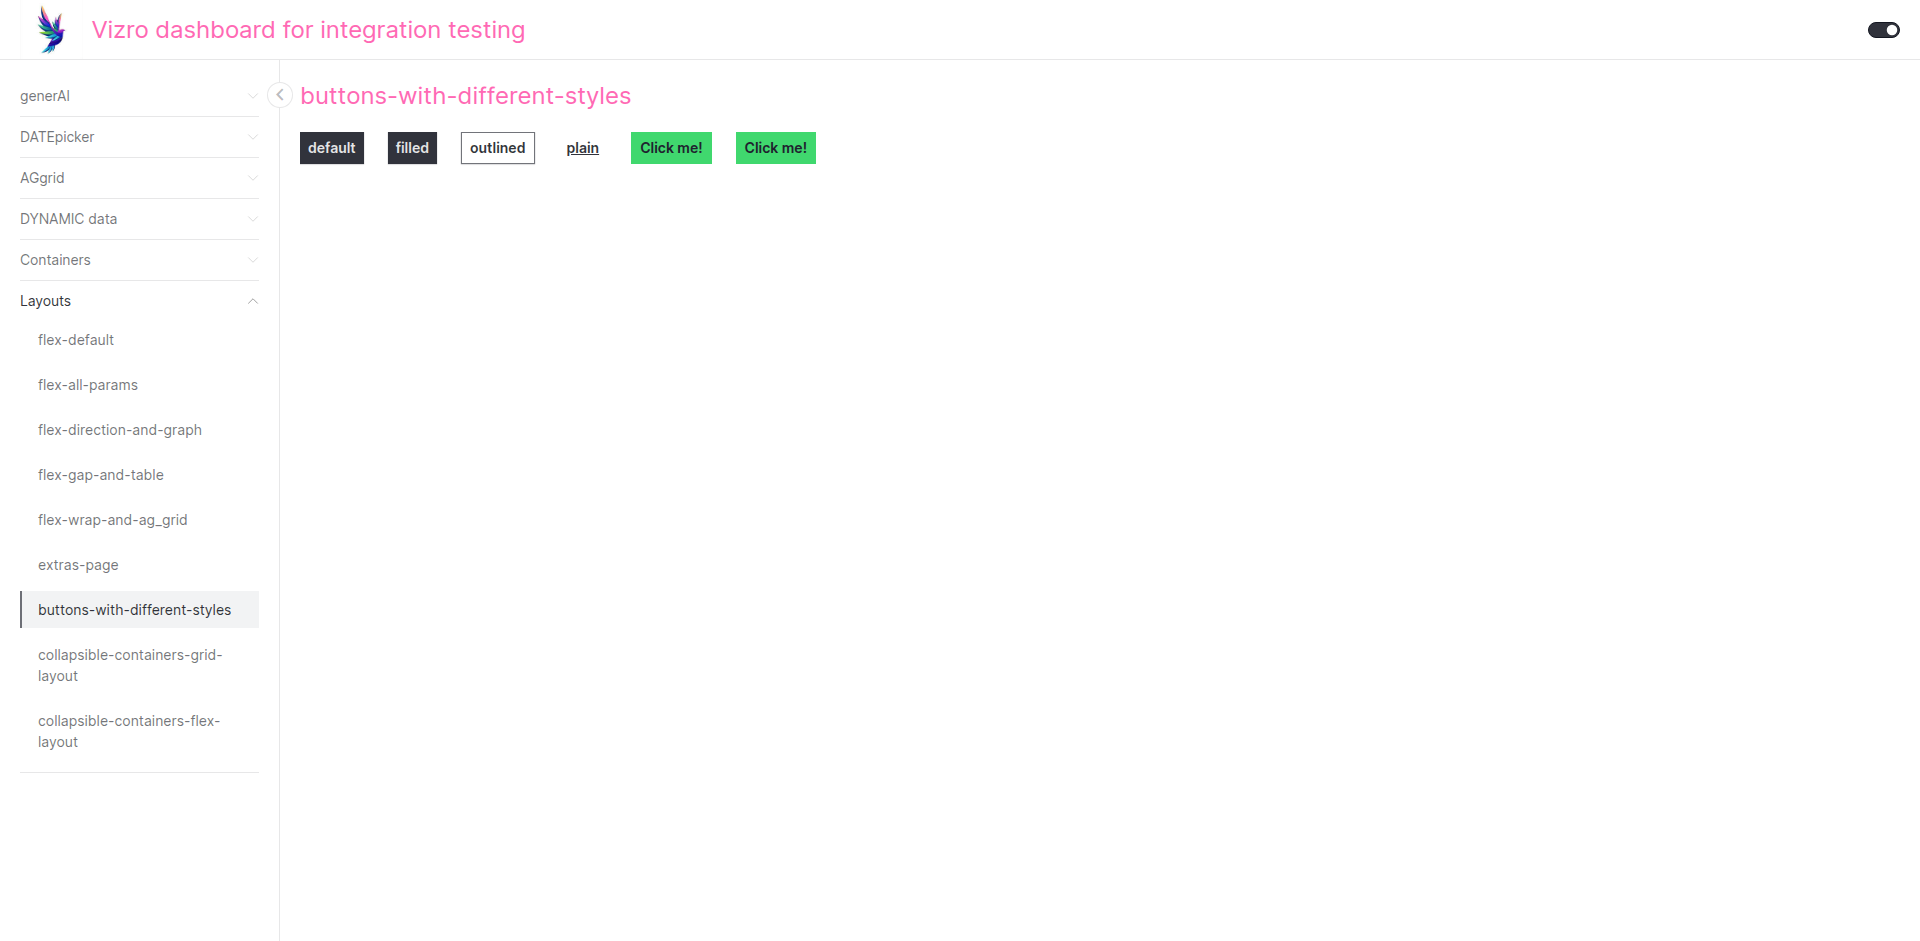 Vizro dashboard for integration testing
generAI
DATEpicker
AGgrid
DYNAMIC data
Containers
Layouts
flex-default
flex-all-params
flex-direction-and-graph
flex-gap-and-table
flex-wrap-and-ag_grid
extras-page
buttons-with-different-styles
collapsible-containers-grid-
layout
collapsible-containers-flex-
layout
buttons-with-different-styles
default filled outlined plain Click me! Click me!